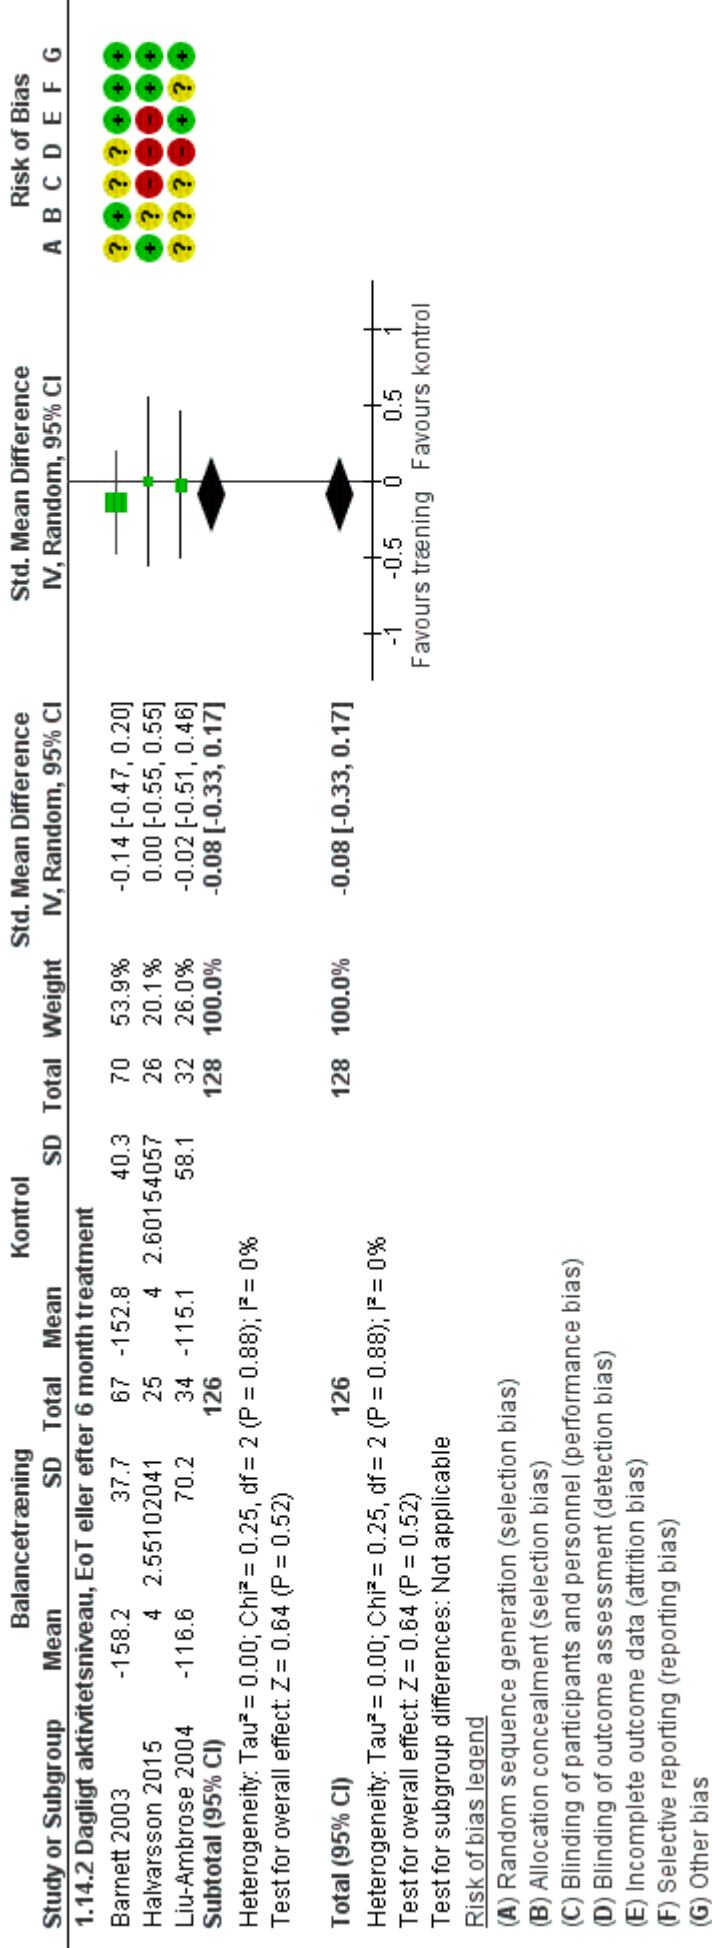 Balancetræning Kontrol Std. Mean Difference Std. Mean Difference Risk of Bias
Study or Subgroup Mean SD Total Mean SD Total Weight IV, Random, 95% CI IV, Random, 95% CI A B C D E F G
1.14.2 Dagligt aktivitetsniveau, EoT eller efter 6 month treatment
Barnett 2003 -158.2 37.7 67 -152.8 40.3 70 53.9% -0.14 [-0.47, 0.20] ? + ? ? + + +
Halvarsson 2015 4 2.55102041 25 4 2.60154057 26 20.1% 0.00 [-0.55, 0.55] + ? - - - + +
Liu-Ambrose 2004 -116.6 70.2 34 -115.1 58.1 32 26.0% -0.02 [-0.51, 0.46] ? ? ? - + ? +
Subtotal (95% CI) 126 128 100.0% -0.08 [-0.33, 0.17]
Heterogeneity: Tau² = 0.00; Chi² = 0.25, df = 2 (P = 0.88); I² = 0%
Test for overall effect: Z = 0.64 (P = 0.52)
Total (95% CI) 126 128 100.0% -0.08 [-0.33, 0.17]
Heterogeneity: Tau² = 0.00; Chi² = 0.25, df = 2 (P = 0.88); I² = 0%
Test for overall effect: Z = 0.64 (P = 0.52)
Test for subgroup differences: Not applicable
-1 -0.5 0 0.5 1
Favours træning Favours kontrol
Risk of bias legend
(A) Random sequence generation (selection bias)
(B) Allocation concealment (selection bias)
(C) Blinding of participants and personnel (performance bias)
(D) Blinding of outcome assessment (detection bias)
(E) Incomplete outcome data (attrition bias)
(F) Selective reporting (reporting bias)
(G) Other bias